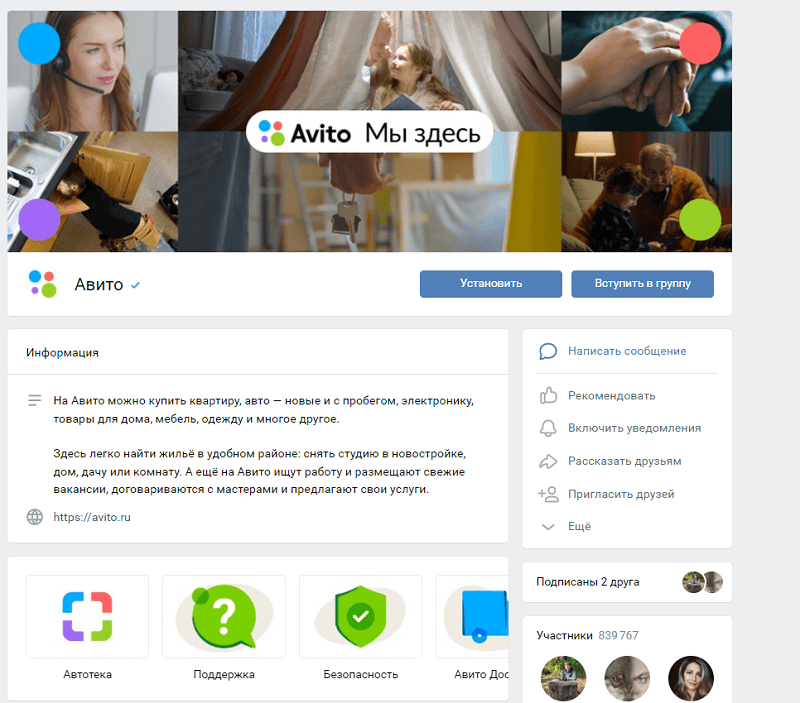 Avito Мы здесь
Авито
Установить
Вступить в группу
Информация
На Авито можно купить квартиру, авто — новые и с пробегом, электронику,
товары для дома, мебель, одежду и многое другое.
Здесь легко найти жильё в удобном районе: снять студию в новостройке,
дом, дачу или комнату. А ещё на Авито ищут работу и размещают свежие
вакансии, договариваются с мастерами и предлагают свои услуги.
https://avito.ru
Автотека
Поддержка
Безопасность
Авито Дос
Написать сообщение
Рекомендовать
Включить уведомления
Рассказать друзьям
Пригласить друзей
Ещё
Подписаны 2 друга
Участники 839 767